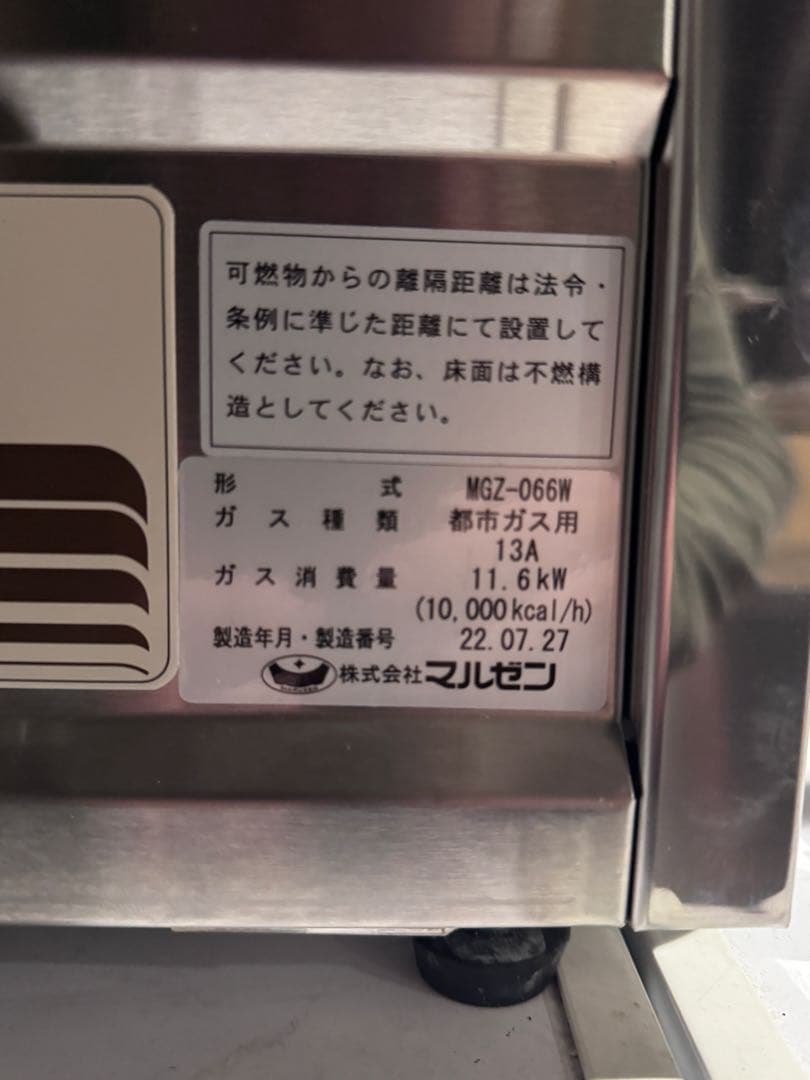 可燃物からの離隔距離は法令・
条例に準じた距離にて設置して
ください。なお、床面は不燃構
造としてください。
形式 MGZ-066W
ガス種類 都市ガス用
13A
ガス消費量 11.6kW
(10,000kcal/h)
製造年月・製造番号 22.07.27
株式会社マルゼン